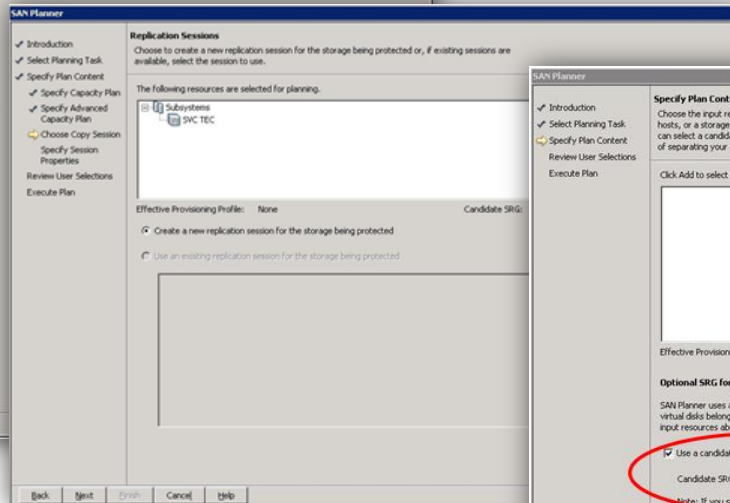 SAN Planner
Introduction
Select Planning Task
Specify Plan Content
Specify Capacity Plan
Specify Advanced
Capacity Plan
Choose Copy Session
Specify Session
Properties
Review User Selections
Execute Plan
Replication Sessions
Choose to create a new replication session for the storage being protected or, if existing sessions are
available, select the session to use.
The following resources are selected for planning.
Subsystems
SVC TEC
Effective Provisioning Profile: None Candidate SRG:
Create a new replication session for the storage being protected
Use an existing replication session for the storage being protected
Back Next Finish Cancel Help
SAN Planner
Introduction
Select Planning Task
Specify Plan Content
Review User Selections
Execute Plan
Specify Plan Cont
Choose the input re
hosts, or a storage
can select a candida
of separating your
Click Add to select
Effective Provision
Optional SRG for
SAN Planner uses a
virtual disks belong
input resources ab
Use a candidat
Candidate SRG
Note: If you s